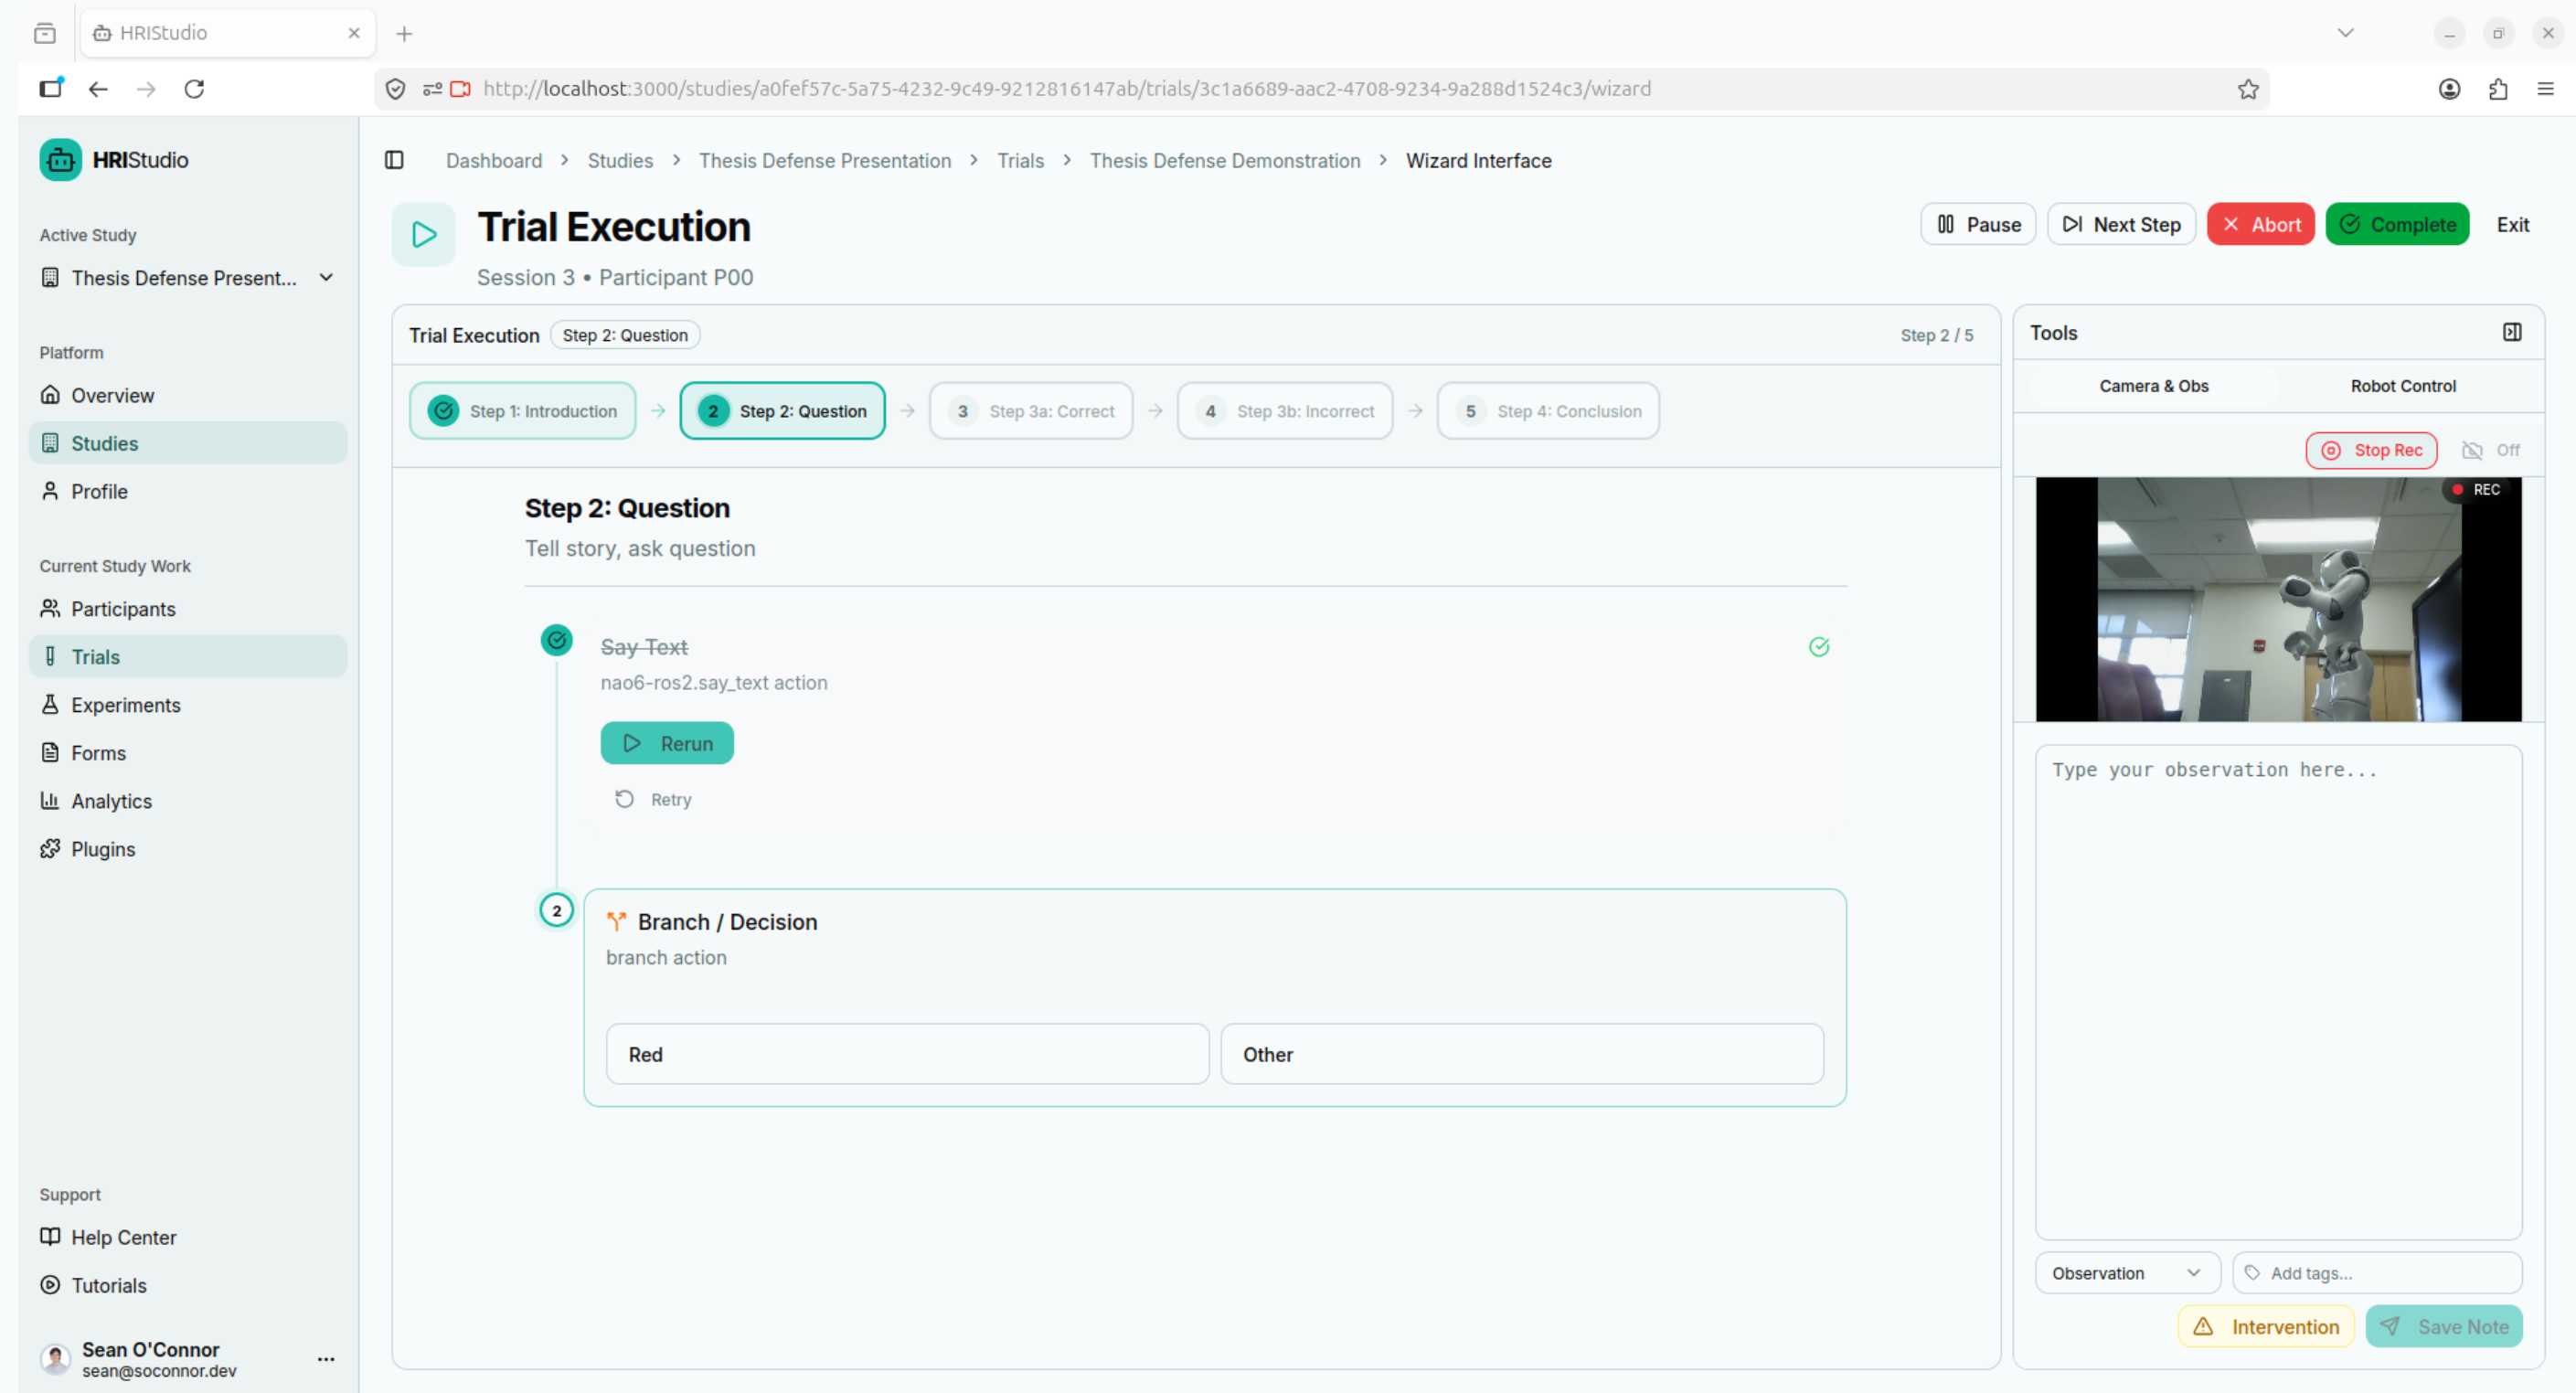 HRIStudio
http://localhost:3000/studies/a0fef57c-5a75-4232-9c49-9212816147ab/trials/3c1a6689-aac2-4708-9234-9a288d1524c3/wizard
HRIStudio
Active Study
Thesis Defense Present...
Platform
Overview
Studies
Profile
Current Study Work
Participants
Trials
Experiments
Forms
Analytics
Plugins
Support
Help Center
Tutorials
Sean O'Connor
sean@soconnor.dev
Dashboard > Studies > Thesis Defense Presentation > Trials > Thesis Defense Demonstration > Wizard Interface
Trial Execution
Session 3 • Participant P00
Pause Next Step Abort Complete Exit
Trial Execution Step 2: Question Step 2 / 5
Step 1: Introduction 2 Step 2: Question 3 Step 3a: Correct 4 Step 3b: Incorrect 5 Step 4: Conclusion
Step 2: Question
Tell story, ask question
Say Text
nao6-ros2.say_text action
Rerun
Retry
2 Branch / Decision
branch action
Red Other
Tools
Camera & Obs Robot Control
Stop Rec Off
REC
Type your observation here...
Observation Add tags...
Intervention Save Note